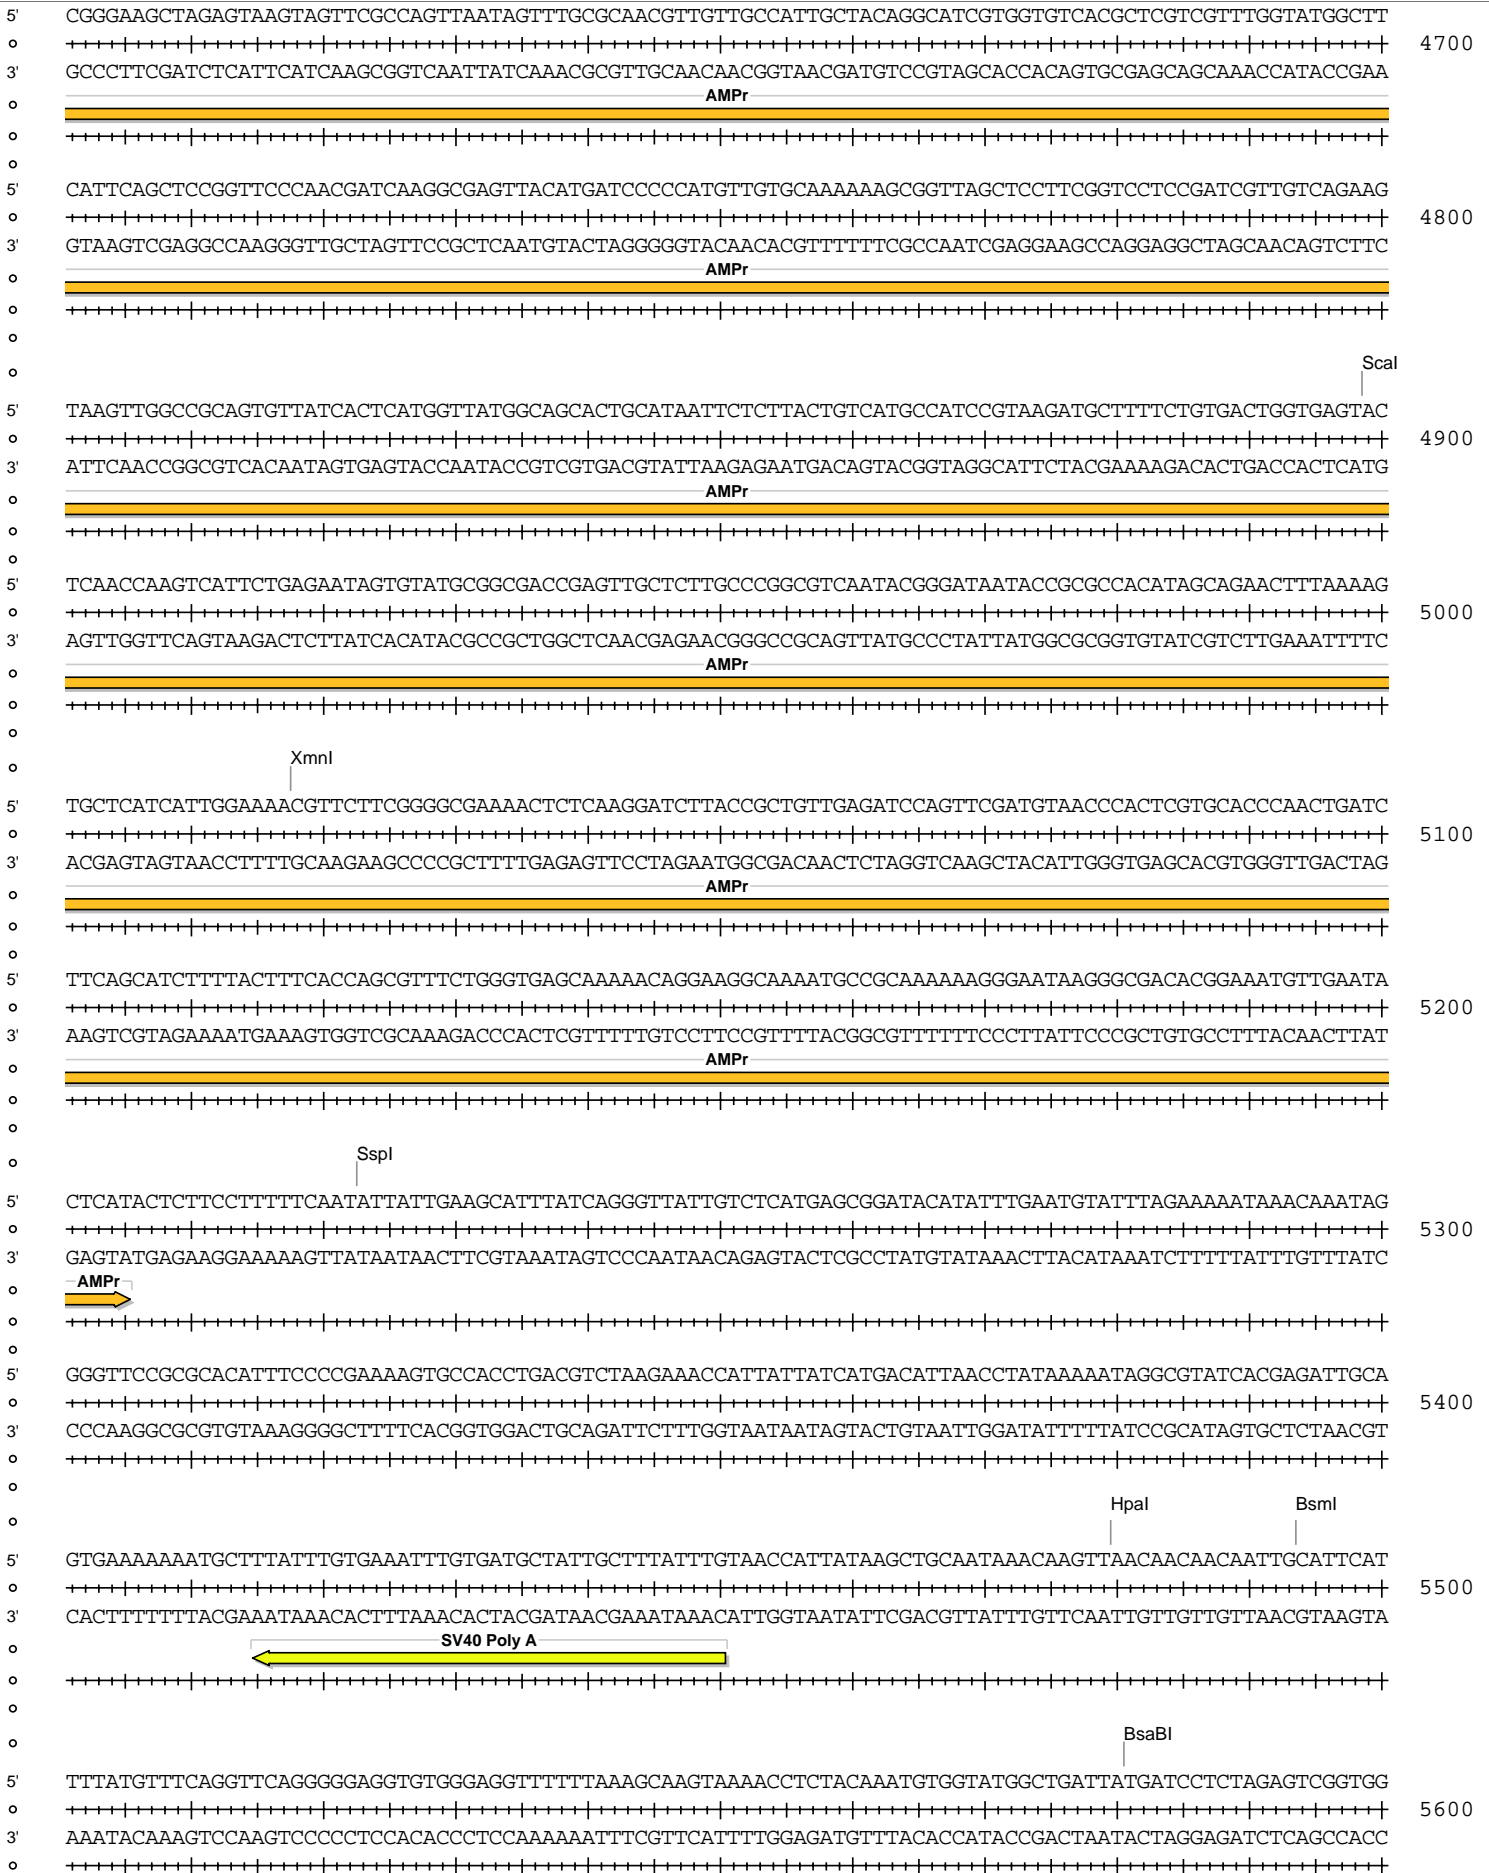 5' CGGGAAGCTAGAGTAAGTAGTTCGCCAGTTAATAGTTTGCGCAACGTTGTTGCCATTGCTACAGGCATCGTGGTGTCACGCTCGTCGTTTGGTATGGCTT
4700
3' GCCCTTCGATCTCATTCATCAAGCGGTCAATTATCAAACGCGTTGCAACAACGGTAACGATGTCCGTAGCACCACAGTGCGAGCAGCAAACCATACCGAA
AMPr
5' CATTCAGCTCCGGTTCCCAACGATCAAGGCGAGTTACATGATCCCCCATGTTGTGCAAAAAAGCGGTTAGCTCCTTCGGTCCTCCGATCGTTGTCAGAAG
4800
3' GTAAGTCGAGGCCAAGGGTTGCTAGTTCCGCTCAATGTACTAGGGGGTACAACACGTTTTTTCGCCAATCGAGGAAGCCAGGAGGCTAGCAACAGTCTTC
AMPr
ScaI
5' TAAGTTGGCCGCAGTGTTATCACTCATGGTTATGGCAGCACTGCATAATTCTCTTACTGTCATGCCATCCGTAAGATGCTTTTCTGTGACTGGTGAGTAC
4900
3' ATTCAACCGGCGTCACAATAGTGAGTACCAATACCGTCGTGACGTATTAAGAGAATGACAGTACGGTAGGCATTCTACGAAAAGACACTGACCACTCATG
AMPr
5' TCAACCAAGTCATTCTGAGAATAGTGTATGCGGCGACCGAGTTGCTCTTGCCCGGCGTCAATACGGGATAATACCGCGCCACATAGCAGAACTTTAAAAG
5000
3' AGTTGGTTCAGTAAGACTCTTATCACATACGCCGCTGGCTCAACGAGAACGGGCCGCAGTTATGCCCTATTATGGCGCGGTGTATCGTCTTGAAATTTTC
AMPr
XmnI
5' TGCTCATCATTGGAAAACGTTCTTCGGGGCGAAAACTCTCAAGGATCTTACCGCTGTTGAGATCCAGTTCGATGTAACCCACTCGTGCACCCAACTGATC
5100
3' ACGAGTAGTAACCTTTTGCAAGAAGCCCCGCTTTTGAGAGTTCCTAGAATGGCGACAACTCTAGGTCAAGCTACATTGGGTGAGCACGTGGGTTGACTAG
AMPr
5' TTCAGCATCTTTTACTTTCACCAGCGTTTCTGGGTGAGCAAAAACAGGAAGGCAAAATGCCGCAAAAAAGGGAATAAGGGCGACACGGAAATGTTGAATA
5200
3' AAGTCGTAGAAAATGAAAGTGGTCGCAAAGACCCACTCGTTTTTGTCCTTCCGTTTTACGGCGTTTTTTCCCTTATTCCCGCTGTGCCTTTACAACTTAT
AMPr
SspI
5' CTCATACTCTTCCTTTTTCAATATTATTGAAGCATTTATCAGGGTTATTGTCTCATGAGCGGATACATATTTGAATGTATTTAGAAAAATAAACAAATAG
5300
3' GAGTATGAGAAGGAAAAAGTTATAATAACTTCGTAAATAGTCCCAATAACAGAGTACTCGCCTATGTATAAACTTACATAAATCTTTTTATTTGTTTATC
AMPr
5' GGGTTCCGCGCACATTTCCCCGAAAAGTGCCACCTGACGTCTAAGAAACCATTATTATCATGACATTAACCTATAAAAATAGGCGTATCACGAGATTGCA
5400
3' CCCAAGGCGCGTGTAAAGGGGCTTTTCACGGTGGACTGCAGATTCTTTGGTAATAATAGTACTGTAATTGGATATTTTTATCCGCATAGTGCTCTAACGT
HpaI BsmI
5' GTGAAAAAAATGCTTTATTTGTGAAATTTGTGATGCTATTGCTTTATTTGTAACCATTATAAGCTGCAATAAACAAGTTAACAACAACAATTGCATTCAT
5500
3' CACTTTTTTTACGAAATAAACACTTTAAACACTACGATAACGAAATAAACATTGGTAATATTCGACGTTATTTGTTCAATTGTTGTTGTTAACGTAAGTA
SV40 Poly A
BsaBI
5' TTTATGTTTCAGGTTCAGGGGGAGGTGTGGGAGGTTTTTTAAAGCAAGTAAAACCTCTACAAATGTGGTATGGCTGATTATGATCCTCTAGAGTCGGTGG
5600
3' AAATACAAAGTCCAAGTCCCCCTCCACACCCTCCAAAAAATTTCGTTCATTTTGGAGATGTTTACACCATACCGACTAATACTAGGAGATCTCAGCCACC